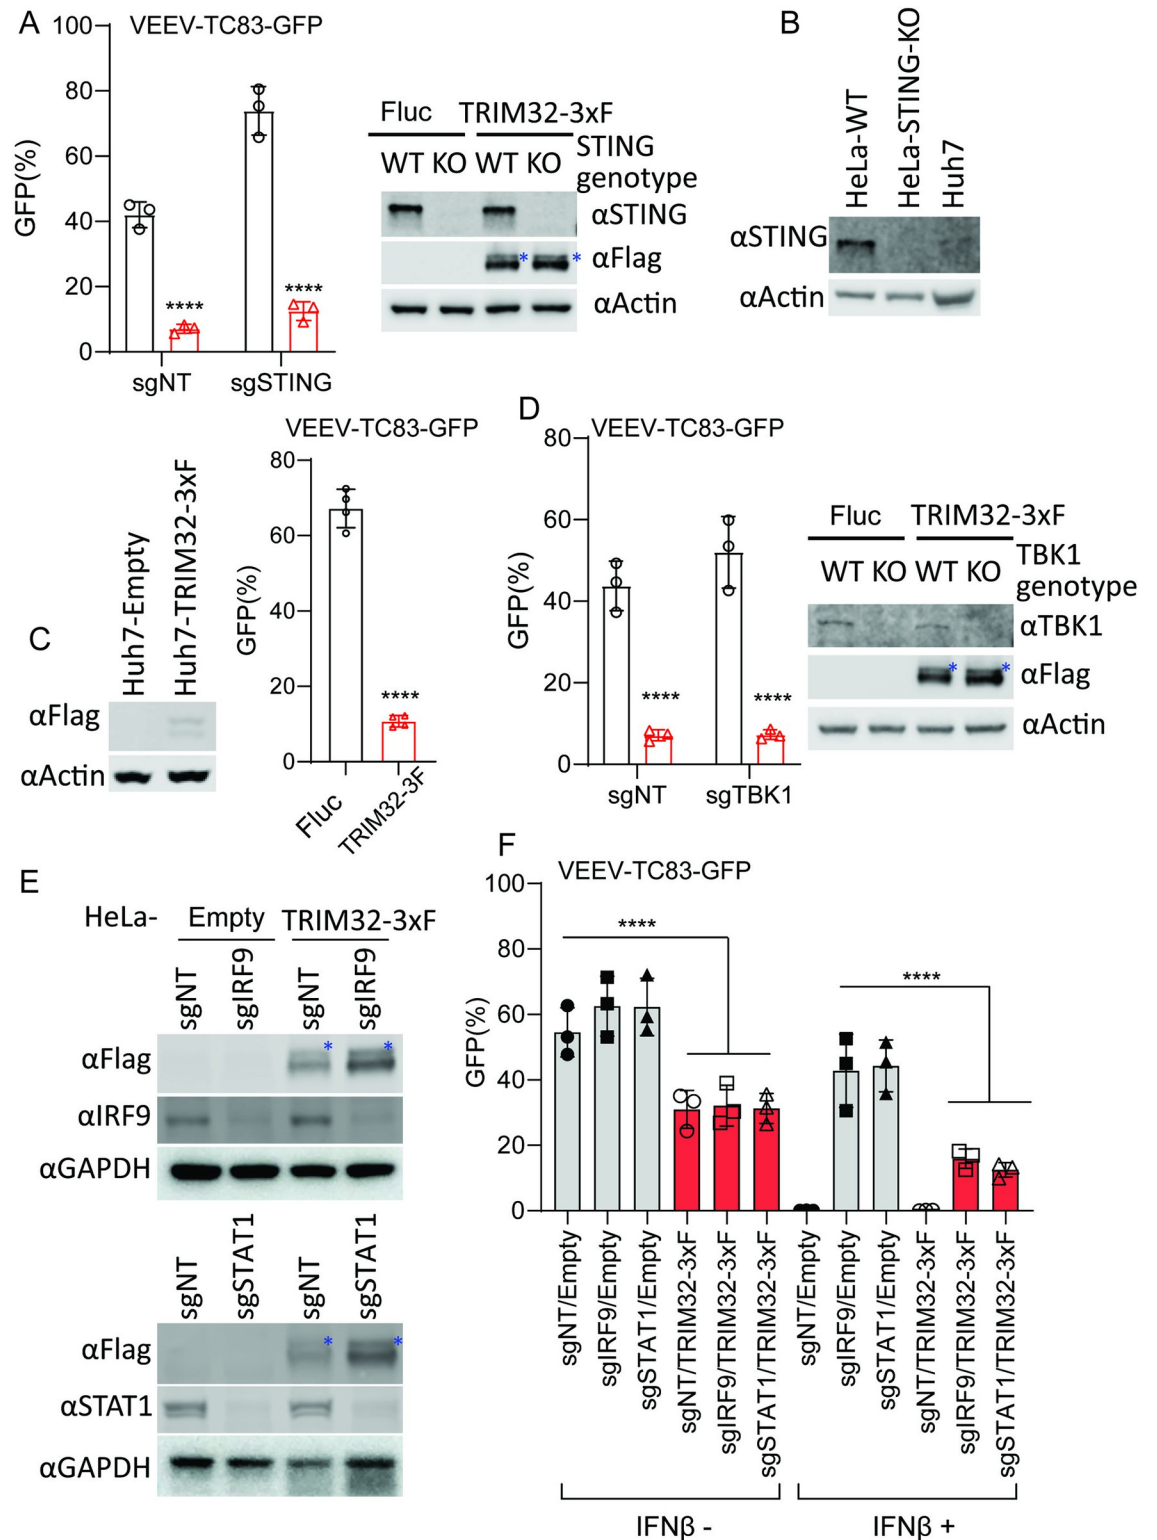 A
VEEV-TC83-GFP
GFP(%)
100
80
60
40
20
0
****
****
sgNT sgSTING
Fluc TRIM32-3xF
WT KO WT KO STING genotype
αSTING
* * αFlag
αActin
B
HeLa-WT
HeLa-STING-KO
Huh7
αSTING
αActin
C
Huh7-Empty
Huh7-TRIM32-3xF
αFlag
αActin
VEEV-TC83-GFP
GFP(%)
80
60
40
20
0
****
Fluc
TRIM32-3F
D
VEEV-TC83-GFP
GFP(%)
80
60
40
20
0
****
****
sgNT sgTBK1
Fluc TRIM32-3xF
WT KO WT KO TBK1 genotype
αTBK1
* * αFlag
αActin
E
HeLa- Empty TRIM32-3xF
sgNT
sgIRF9
sgNT
sgIRF9
αFlag * *
αIRF9
αGAPDH
sgNT
sgSTAT1
sgNT
sgSTAT1
αFlag * *
αSTAT1
αGAPDH
F
VEEV-TC83-GFP
GFP(%)
100
80
60
40
20
0
****
****
sgNT/Empty
sgIRF9/Empty
sgSTAT1/Empty
sgNT/TRIM32-3xF
sgIRF9/TRIM32-3xF
sgSTAT1/TRIM32-3xF
sgNT/Empty
sgIRF9/Empty
sgSTAT1/Empty
sgNT/TRIM32-3xF
sgIRF9/TRIM32-3xF
sgSTAT1/TRIM32-3xF
IFNβ - IFNβ +